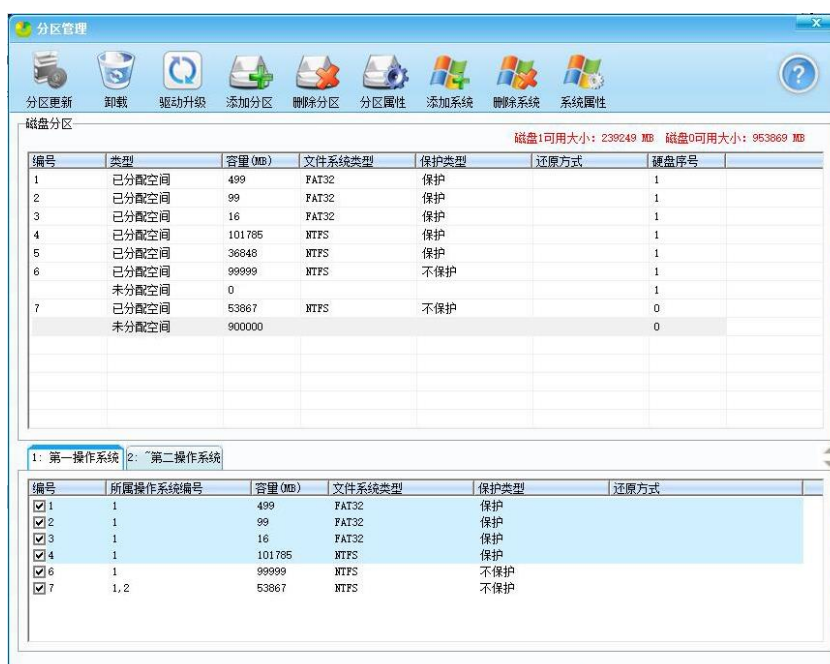 分区管理
分区更新 卸载 驱动升级 添加分区 删除分区 分区属性 添加系统 删除系统 系统属性
磁盘分区
磁盘1可用大小: 239249 MB 磁盘0可用大小: 953869 MB
编号 类型 容量(MB) 文件系统类型 保护类型 还原方式 硬盘序号
1 已分配空间 499 FAT32 保护 1
2 已分配空间 99 FAT32 保护 1
3 已分配空间 16 FAT32 保护 1
4 已分配空间 101785 NTFS 保护 1
5 已分配空间 36848 NTFS 保护 1
6 已分配空间 99999 NTFS 不保护 1
未分配空间 0 1
7 已分配空间 53867 NTFS 不保护 0
未分配空间 900000 0
1: 第一操作系统 2: ~第二操作系统
编号 所属操作系统编号 容量(MB) 文件系统类型 保护类型 还原方式
1 1 499 FAT32 保护
2 1 99 FAT32 保护
3 1 16 FAT32 保护
4 1 101785 NTFS 保护
6 1 99999 NTFS 不保护
7 1,2 53867 NTFS 不保护